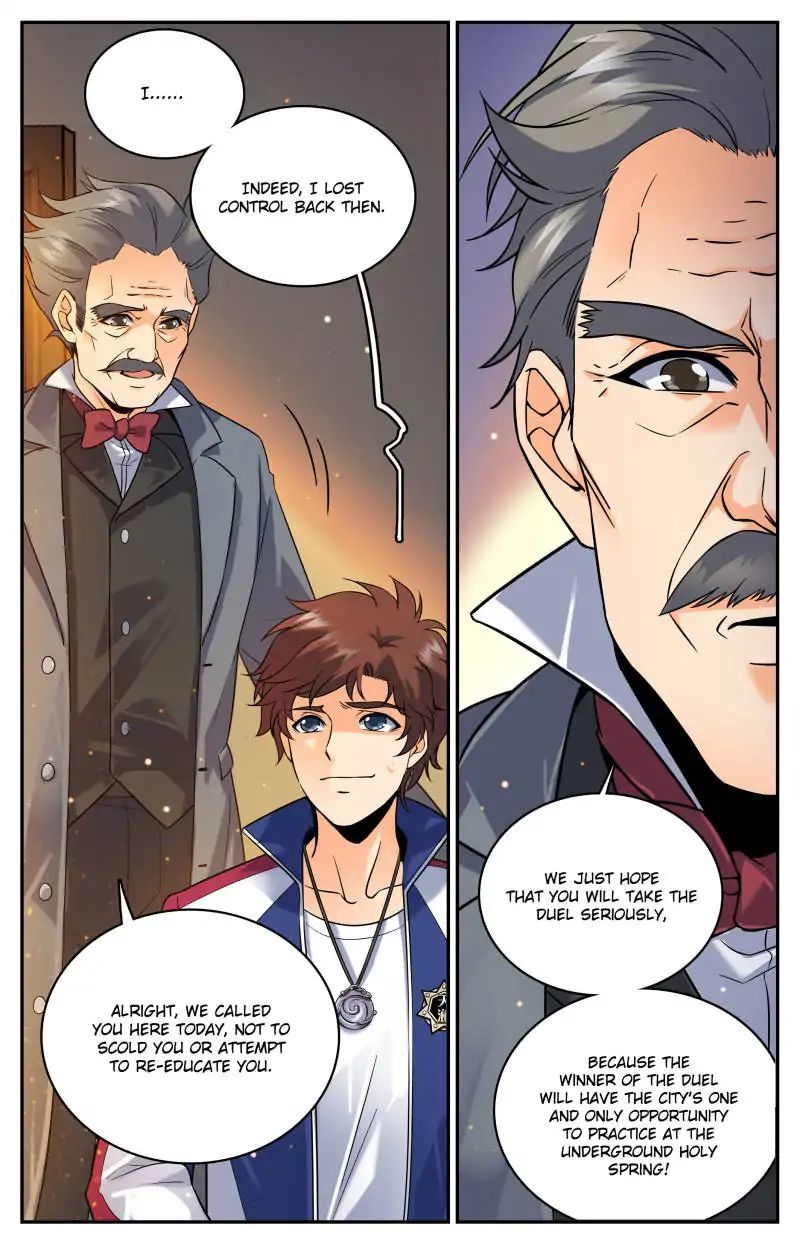 I......
INDEED, I LOST
CONTROL BACK THEN.
ALRIGHT, WE CALLED
YOU HERE TODAY, NOT TO
SCOLD YOU OR ATTEMPT
TO RE-EDUCATE YOU.
WE JUST HOPE
THAT YOU WILL TAKE THE
DUEL SERIOUSLY,
BECAUSE THE
WINNER OF THE DUEL
WILL HAVE THE CITY'S ONE
AND ONLY OPPORTUNITY
TO PRACTICE AT THE
UNDERGROUND HOLY
SPRING!